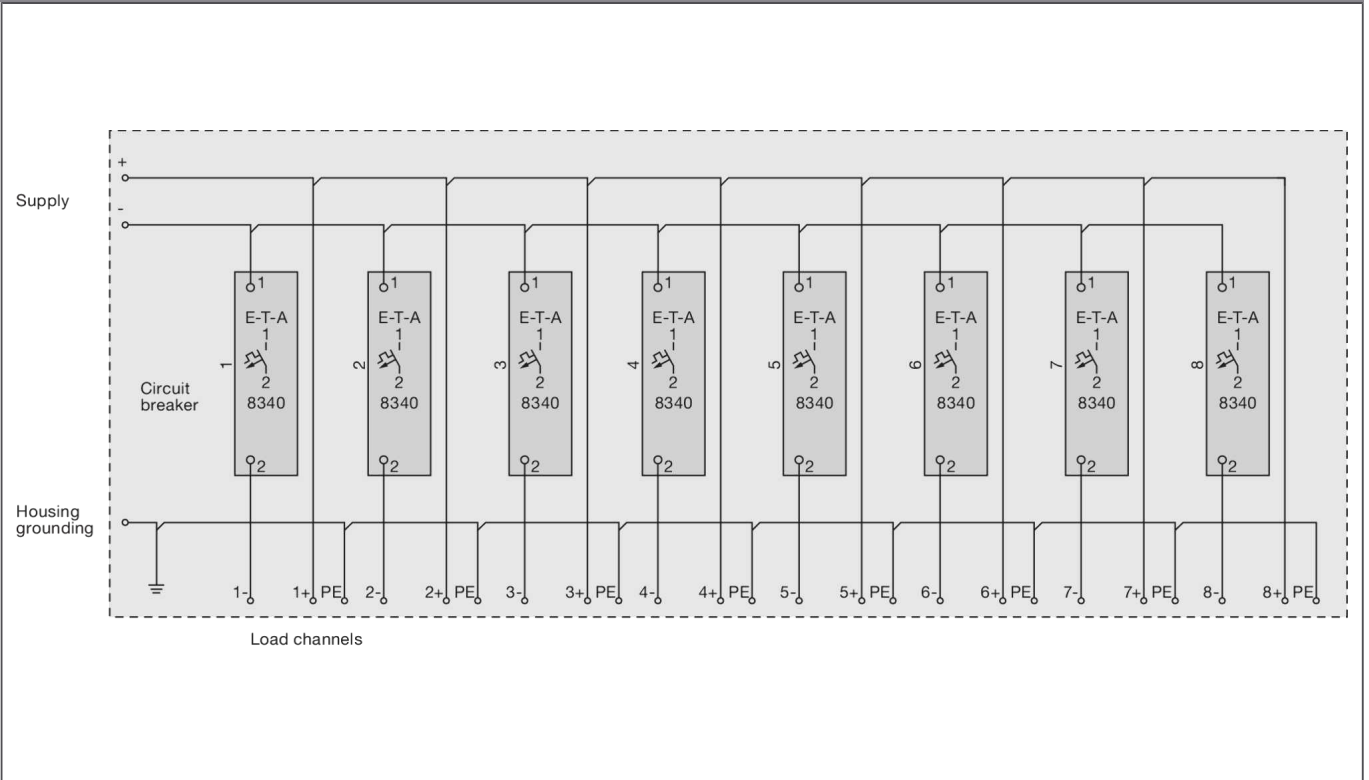 +
Supply
-
1 1 1 1 1 1 1 1
E-T-A E-T-A E-T-A E-T-A E-T-A E-T-A E-T-A E-T-A
1 1 1 1 1 1 1 1
1 2 3 4 5 6 7 8
2 2 2 2 2 2 2 2
Circuit
breaker
8340 8340 8340 8340 8340 8340 8340 8340
2 2 2 2 2 2 2 2
Housing
grounding
1- 1+ PE 2- 2+ PE 3- 3+ PE 4- 4+ PE 5- 5+ PE 6- 6+ PE 7- 7+ PE 8- 8+ PE
Load channels